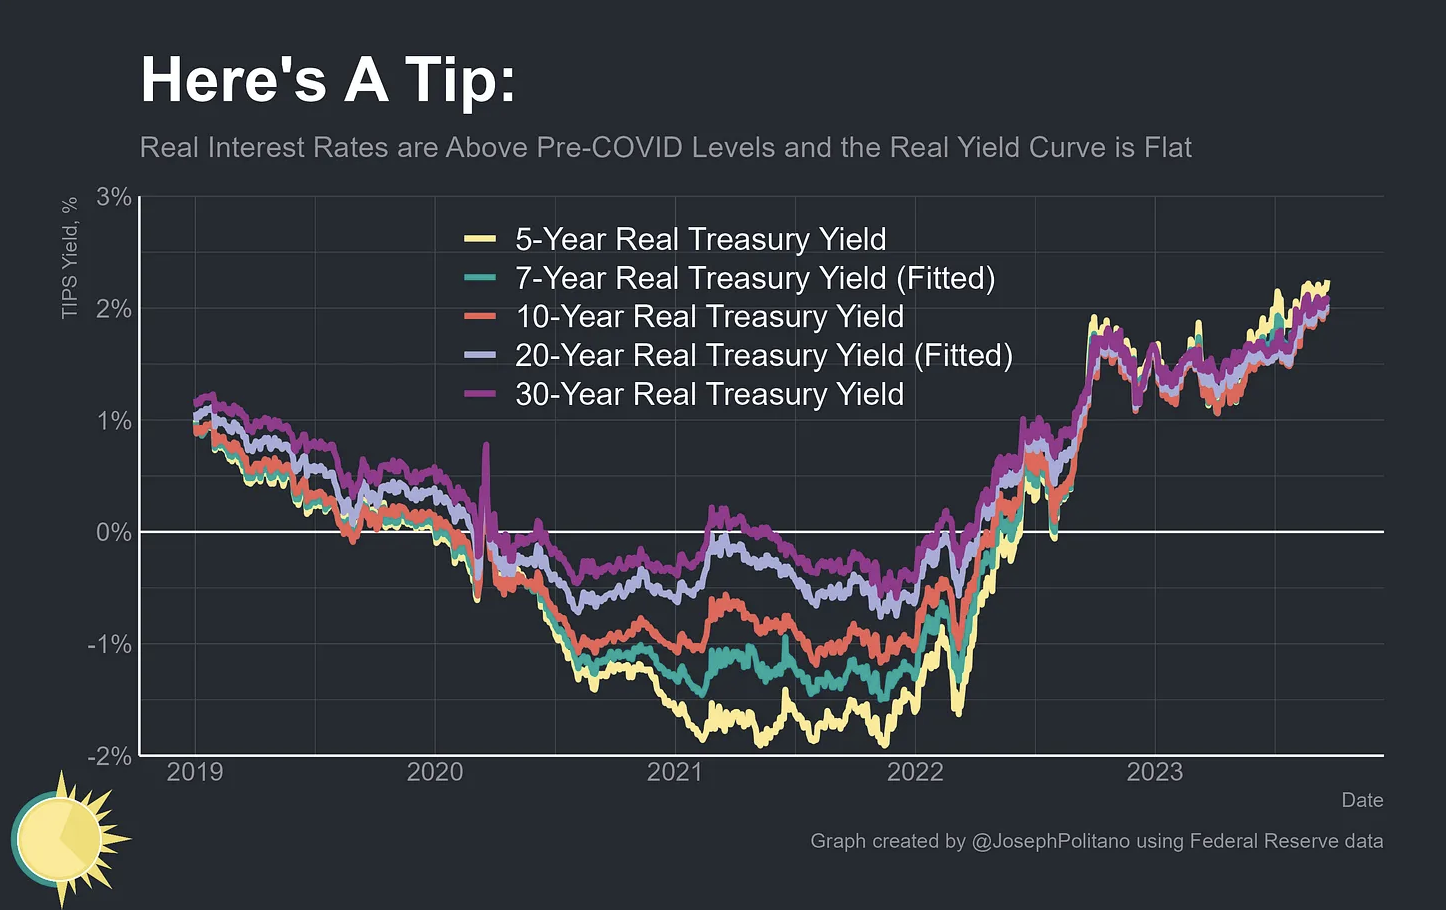 Here's A Tip:
Real Interest Rates are Above Pre-COVID Levels and the Real Yield Curve is Flat
TIPS Yield, %
3%
2%
1%
0%
-1%
-2%
5-Year Real Treasury Yield
7-Year Real Treasury Yield (Fitted)
10-Year Real Treasury Yield
20-Year Real Treasury Yield (Fitted)
30-Year Real Treasury Yield
2019 2020 2021 2022 2023
Date
Graph created by @JosephPolitano using Federal Reserve data